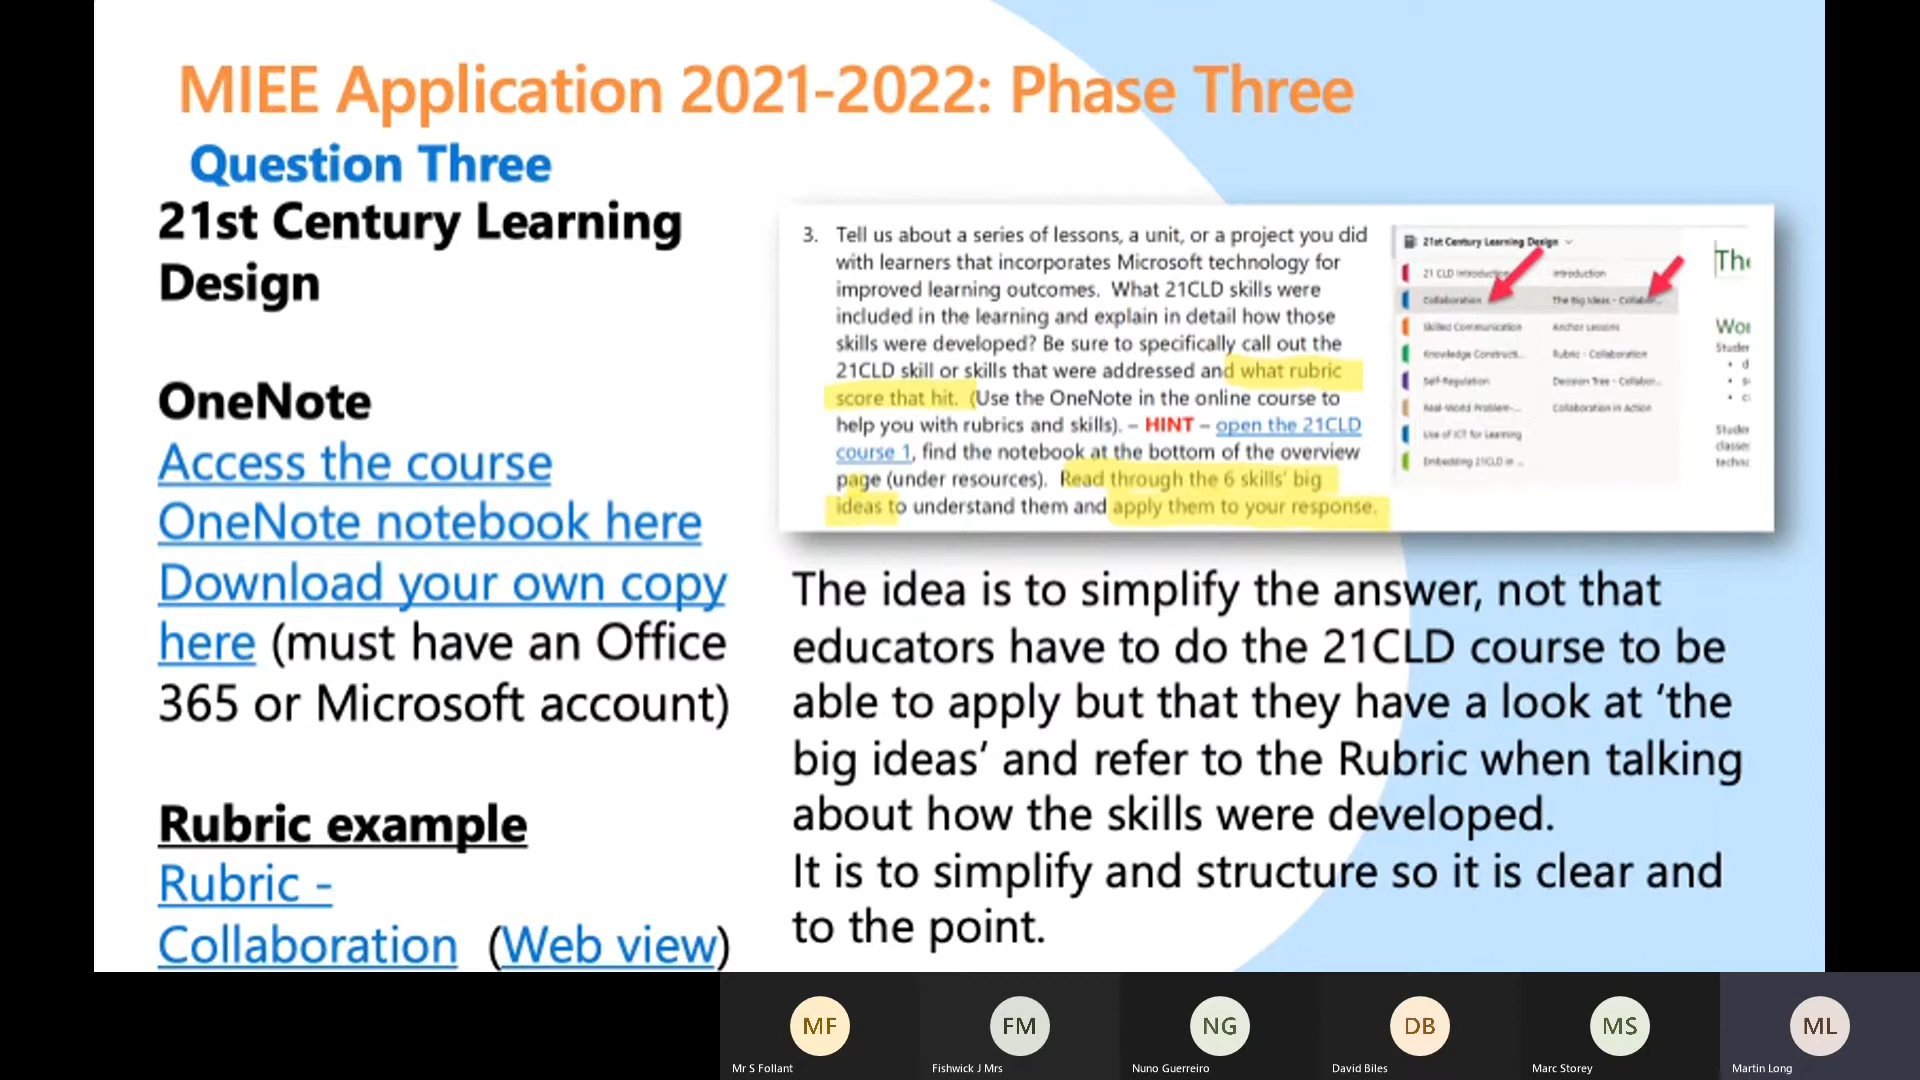 MIEE Application 2021-2022: Phase Three
Question Three
21st Century Learning
Design
OneNote
Access the course
OneNote notebook here
Download your own copy
here (must have an Office
365 or Microsoft account)
Rubric example
Rubric -
Collaboration (Web view)
3. Tell us about a series of lessons, a unit, or a project you did
with learners that incorporates Microsoft technology for
improved learning outcomes. What 21CLD skills were
included in the learning and explain in detail how those
skills were developed? Be sure to specifically call out the
21CLD skill or skills that were addressed and what rubric
score that hit. (Use the OneNote in the online course to
help you with rubrics and skills). – HINT – open the 21CLD
course 1, find the notebook at the bottom of the overview
page (under resources). Read through the 6 skills' big
ideas to understand them and apply them to your response.
21st Century Learning Design
21 CLD Introduction
Collaboration
Skilled Communication
Knowledge Constructi...
Self-Regulation
Real-World Problem-...
Use of ICT for Learning
Embedding 21CLD in ...
Introduction
The Big Ideas - Collabor...
Anchor Lessons
Rubric - Collaboration
Decision Tree - Collabor...
Collaboration in Action
The idea is to simplify the answer, not that
educators have to do the 21CLD course to be
able to apply but that they have a look at ‘the
big ideas’ and refer to the Rubric when talking
about how the skills were developed.
It is to simplify and structure so it is clear and
to the point.
MF
FM
NG
DB
MS
ML
Mr S Follant
Fishwick J Mrs
Nuno Guerreiro
David Biles
Marc Storey
Martin Long